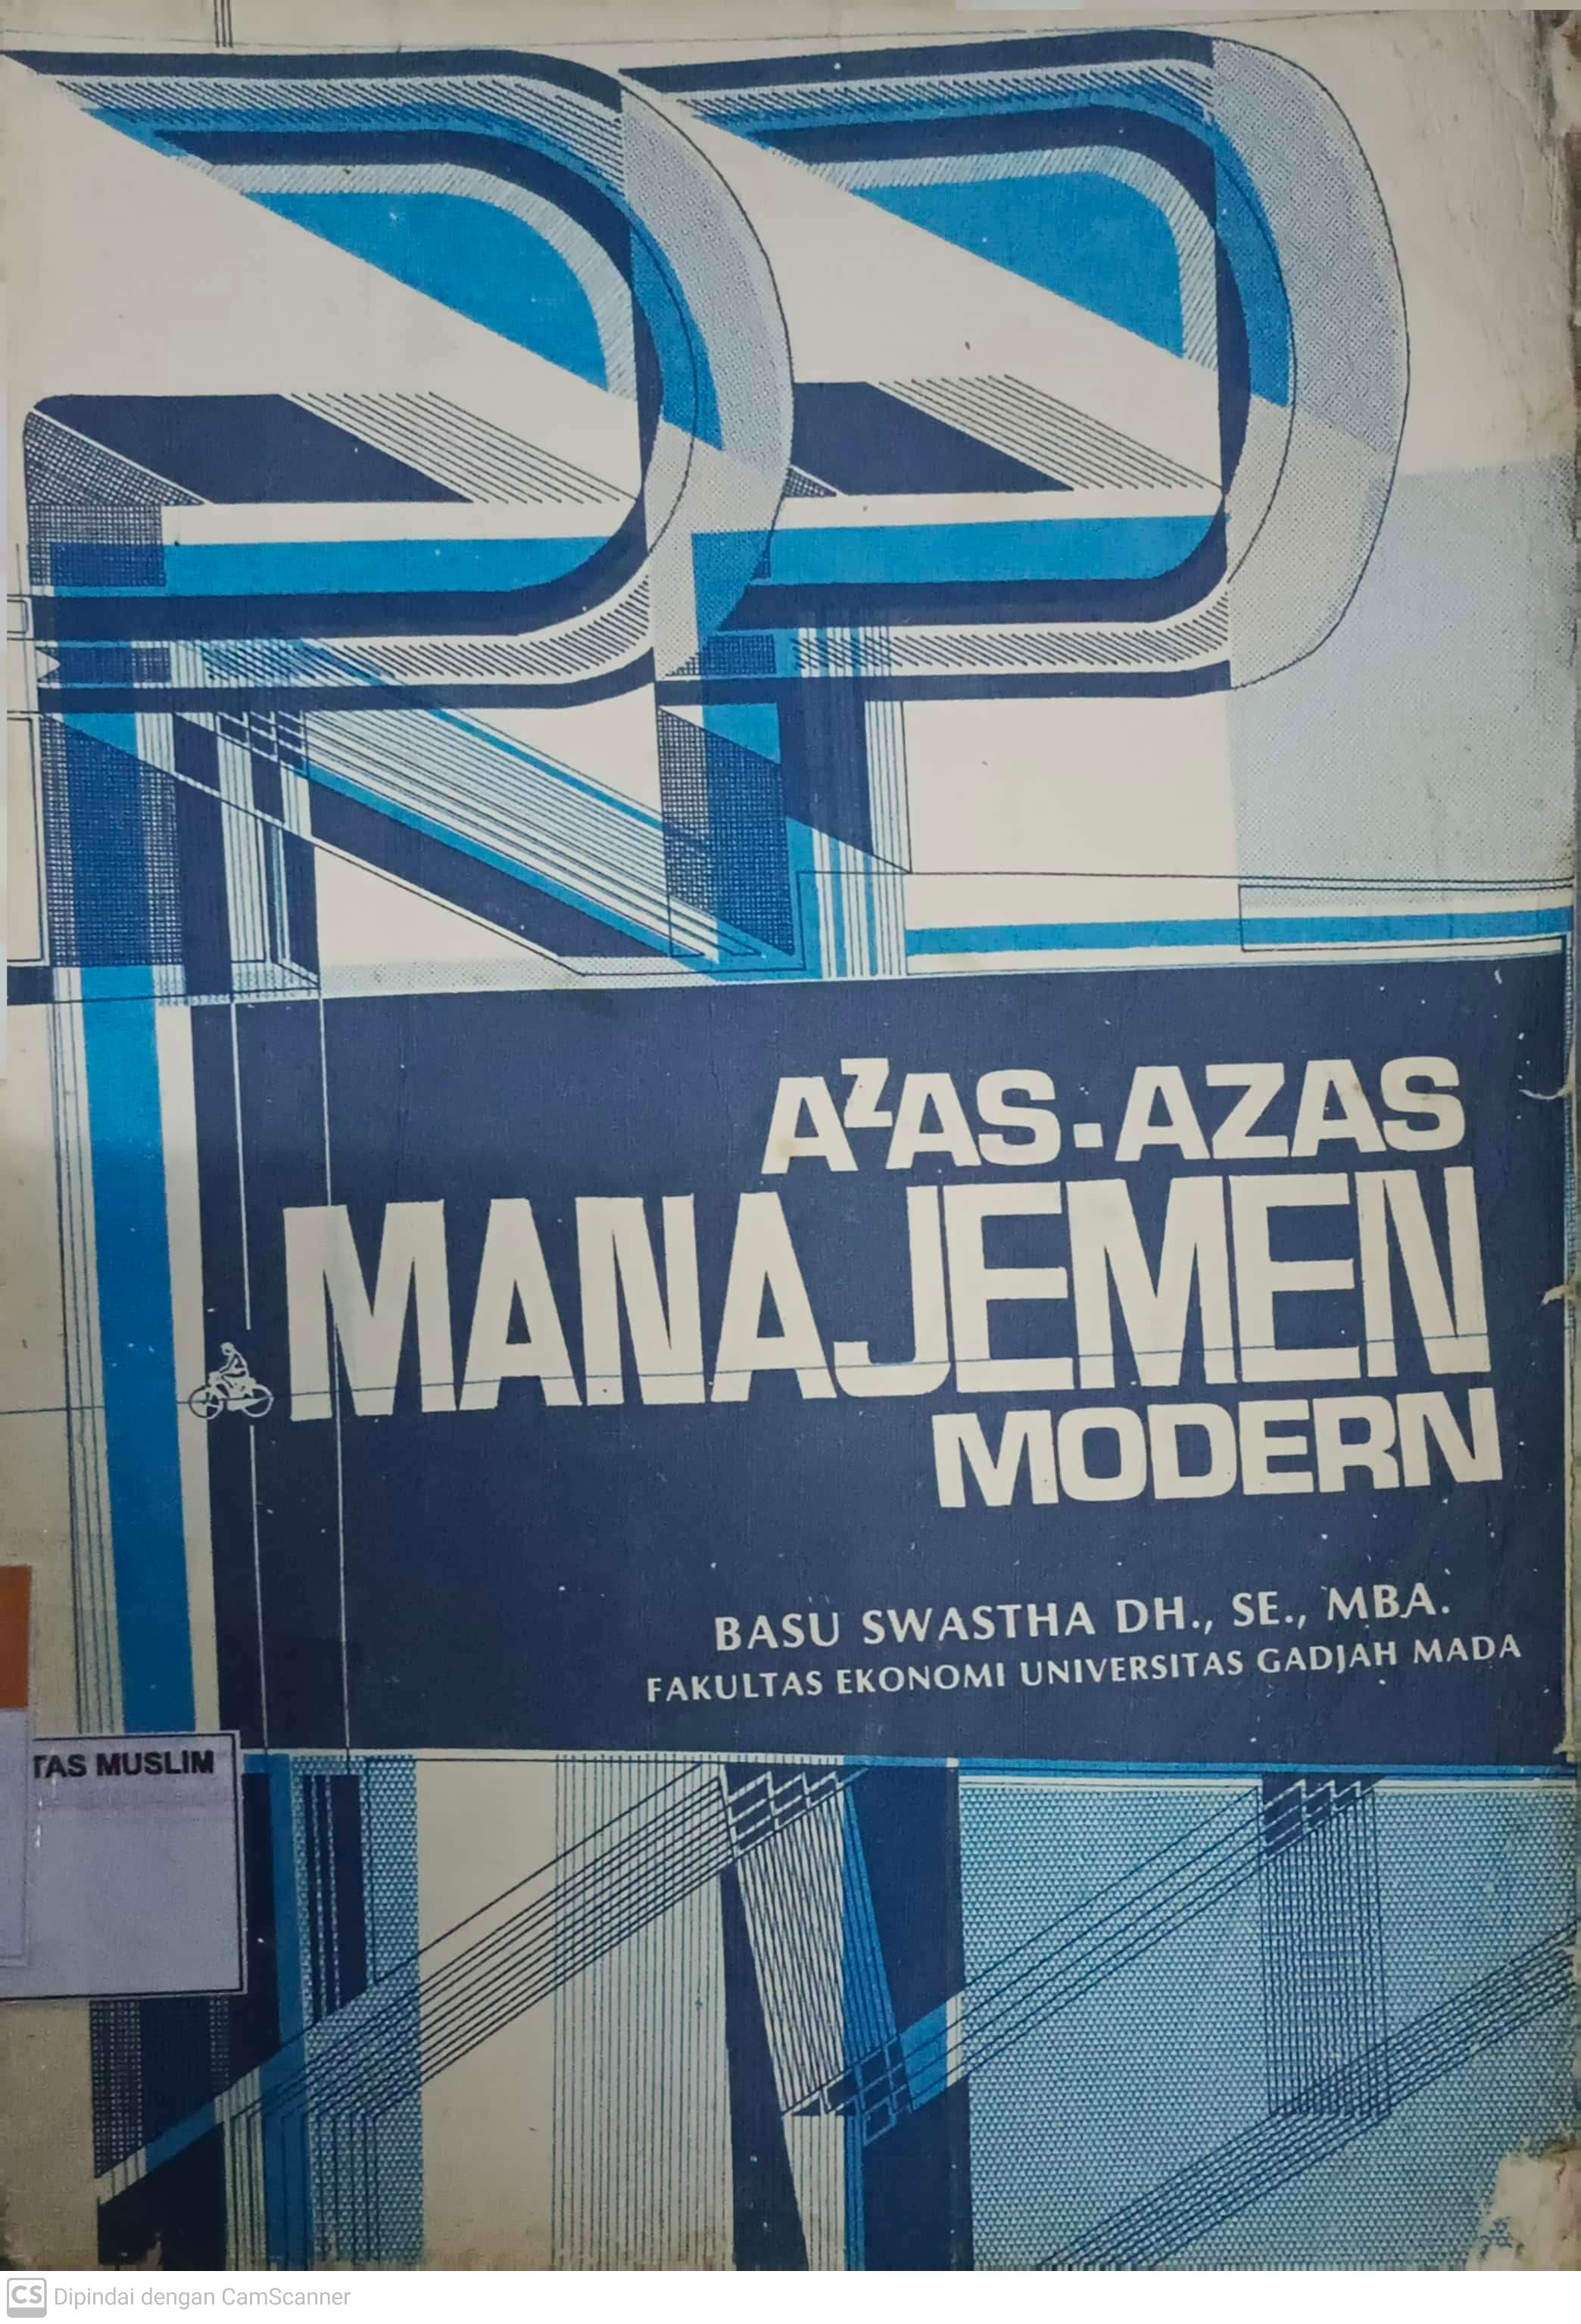 AZAS-AZAS
MANAJEMEN
MODERN
BASU SWASTHA DH., SE., MBA.
FAKULTAS EKONOMI UNIVERSITAS GADJAH MADA
TAS MUSLIM
CS Dipindai dengan CamScanner